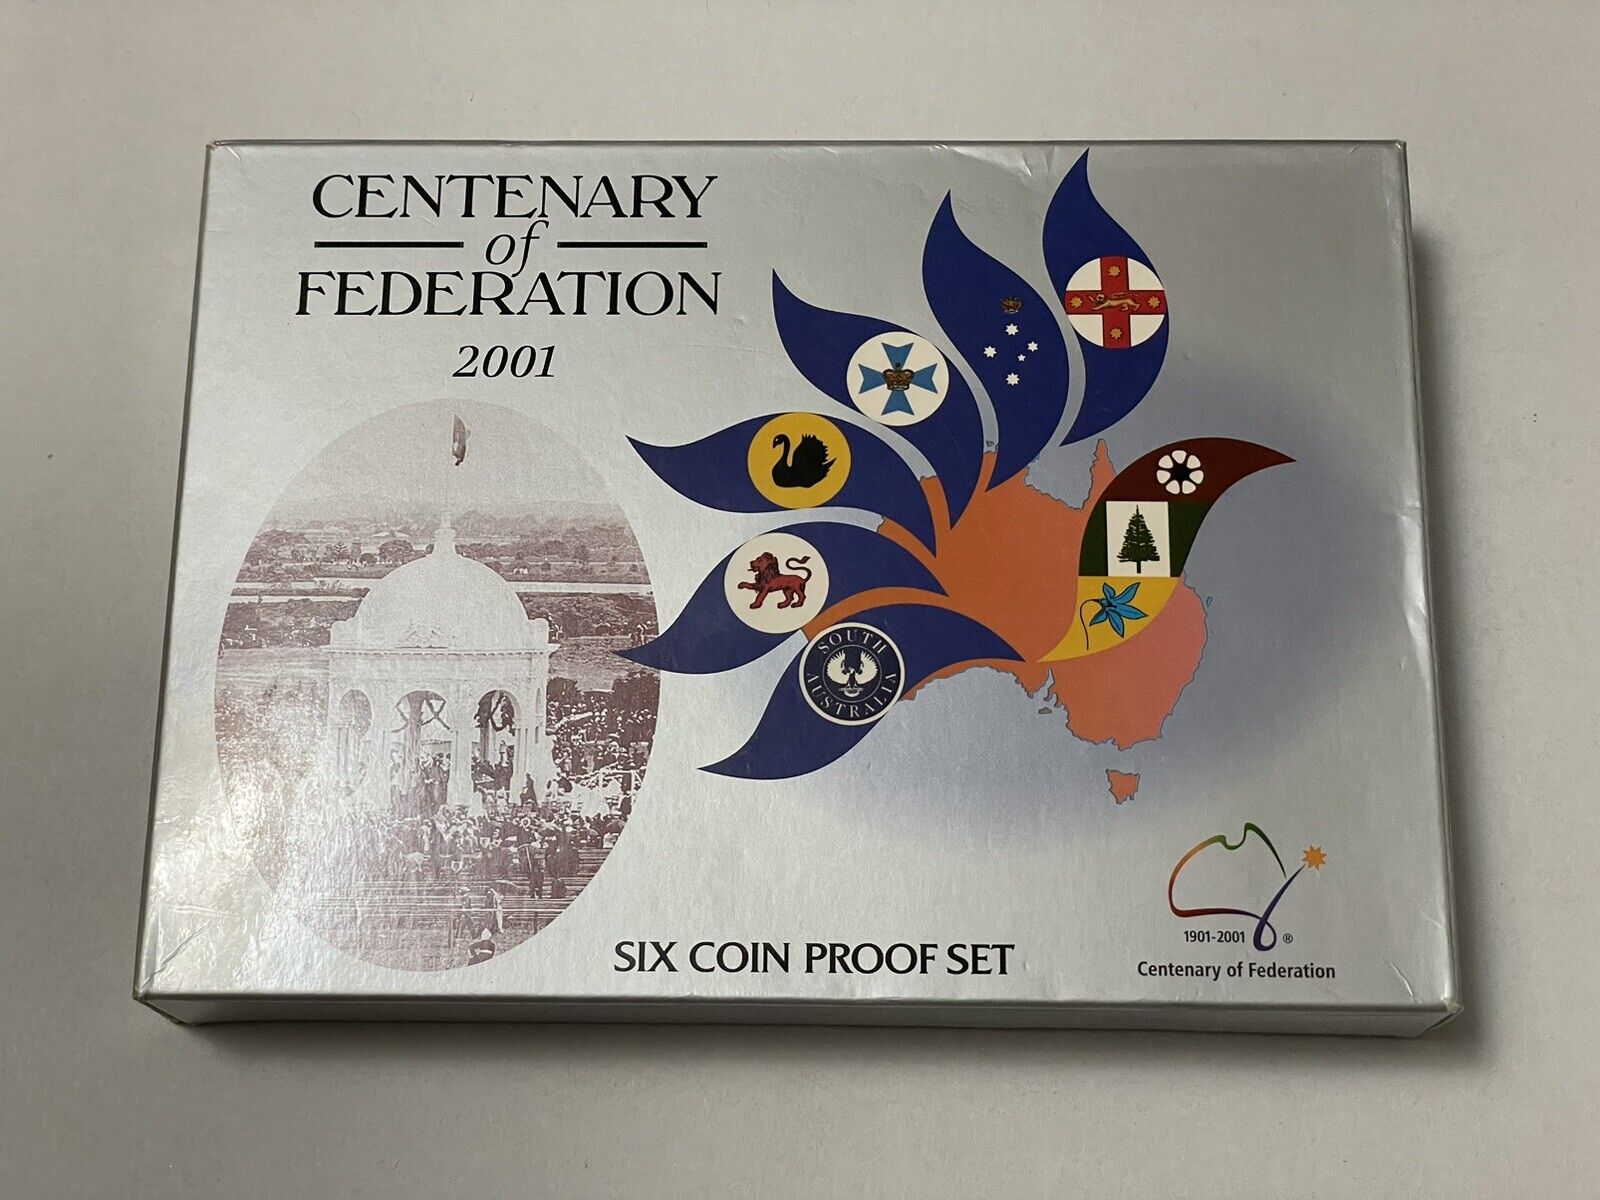 CENTENARY
of
FEDERATION
2001
SOUTH
AUSTRALIA
SIX COIN PROOF SET
1901-2001 ®
Centenary of Federation